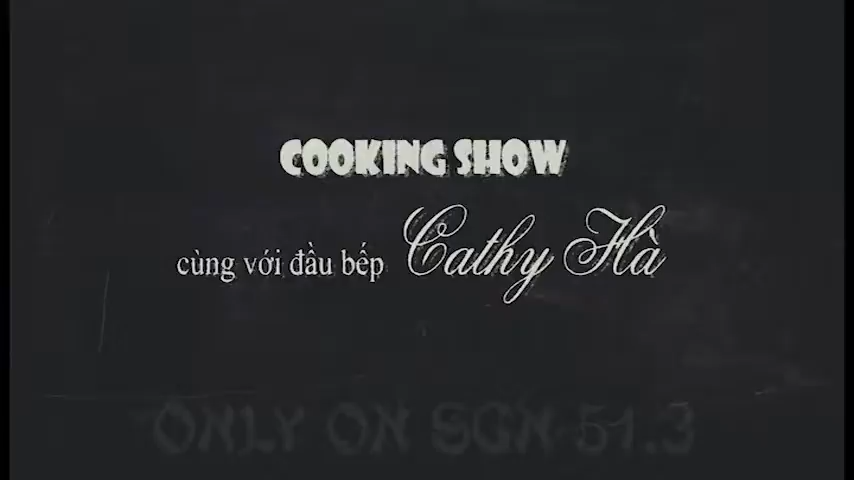 COOKING SHOW
cùng với đầu bếp Cathy Hà
ONLY ON SGN 51.3